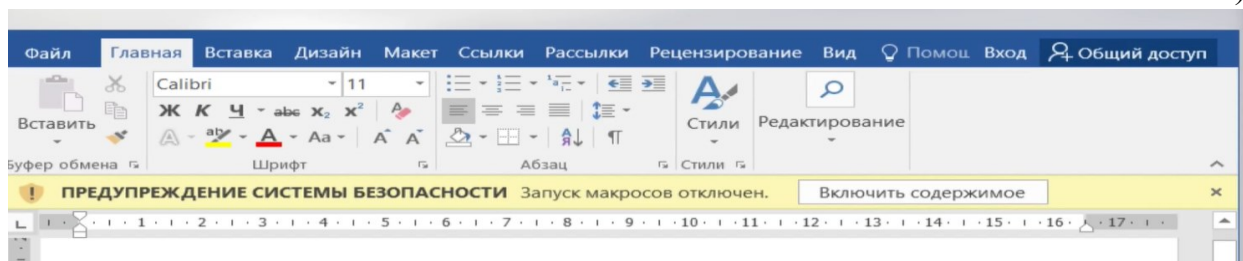 )
Файл Главная Вставка Дизайн Макет Ссылки Рассылки Рецензирование Вид Помощ Вход Общий доступ
Calibri 11
Ж К Ч abc X₂ X²
Вставить ab A Aa A A А Я ¶ Стили Редактирование
Буфер обмена Шрифт Абзац Стили
ПРЕДУПРЕЖДЕНИЕ СИСТЕМЫ БЕЗОПАСНОСТИ Запуск макросов отключен. Включить содержимое
1 2 3 4 5 6 7 8 9 10 11 12 13 14 15 16 17